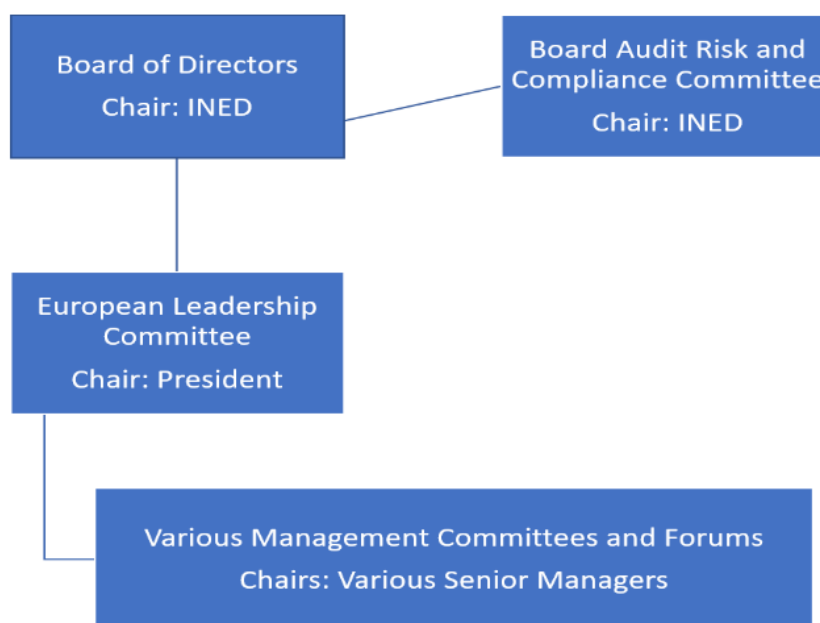 Board of Directors
Chair: INED
Board Audit Risk and
Compliance Committee
Chair: INED
European Leadership
Committee
Chair: President
Various Management Committees and Forums
Chairs: Various Senior Managers